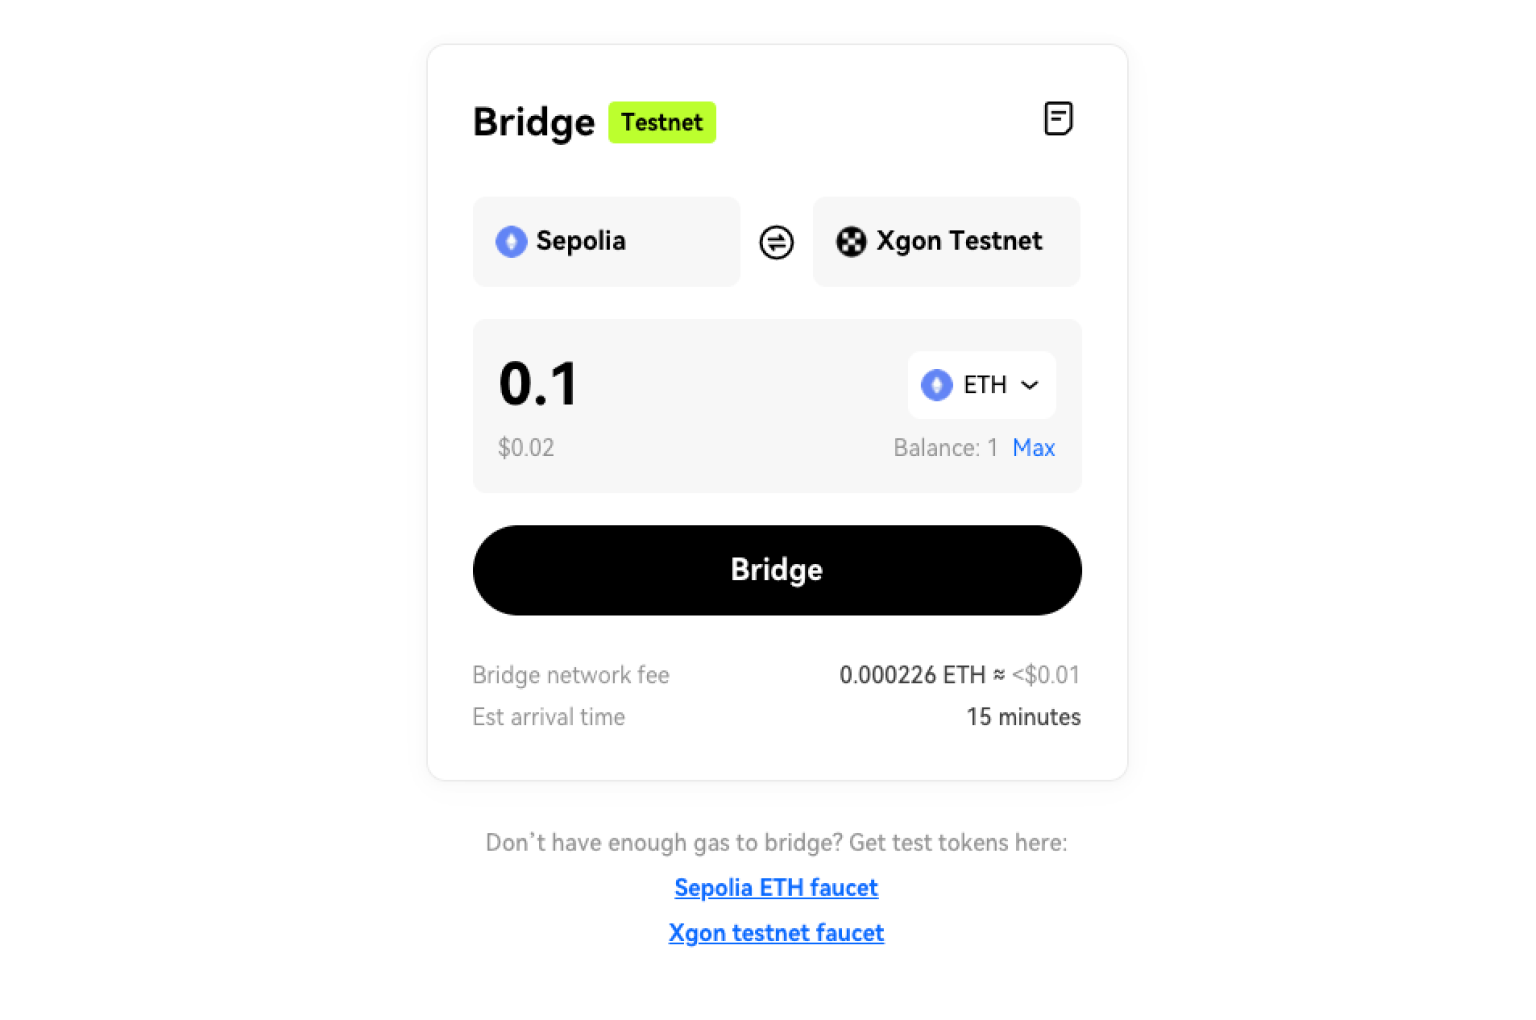 Bridge Testnet
Sepolia Xgon Testnet
0.1 ETH
$0.02 Balance: 1 Max
Bridge
Bridge network fee 0.000226 ETH ≈ <$0.01
Est arrival time 15 minutes
Don’t have enough gas to bridge? Get test tokens here:
Sepolia ETH faucet
Xgon testnet faucet